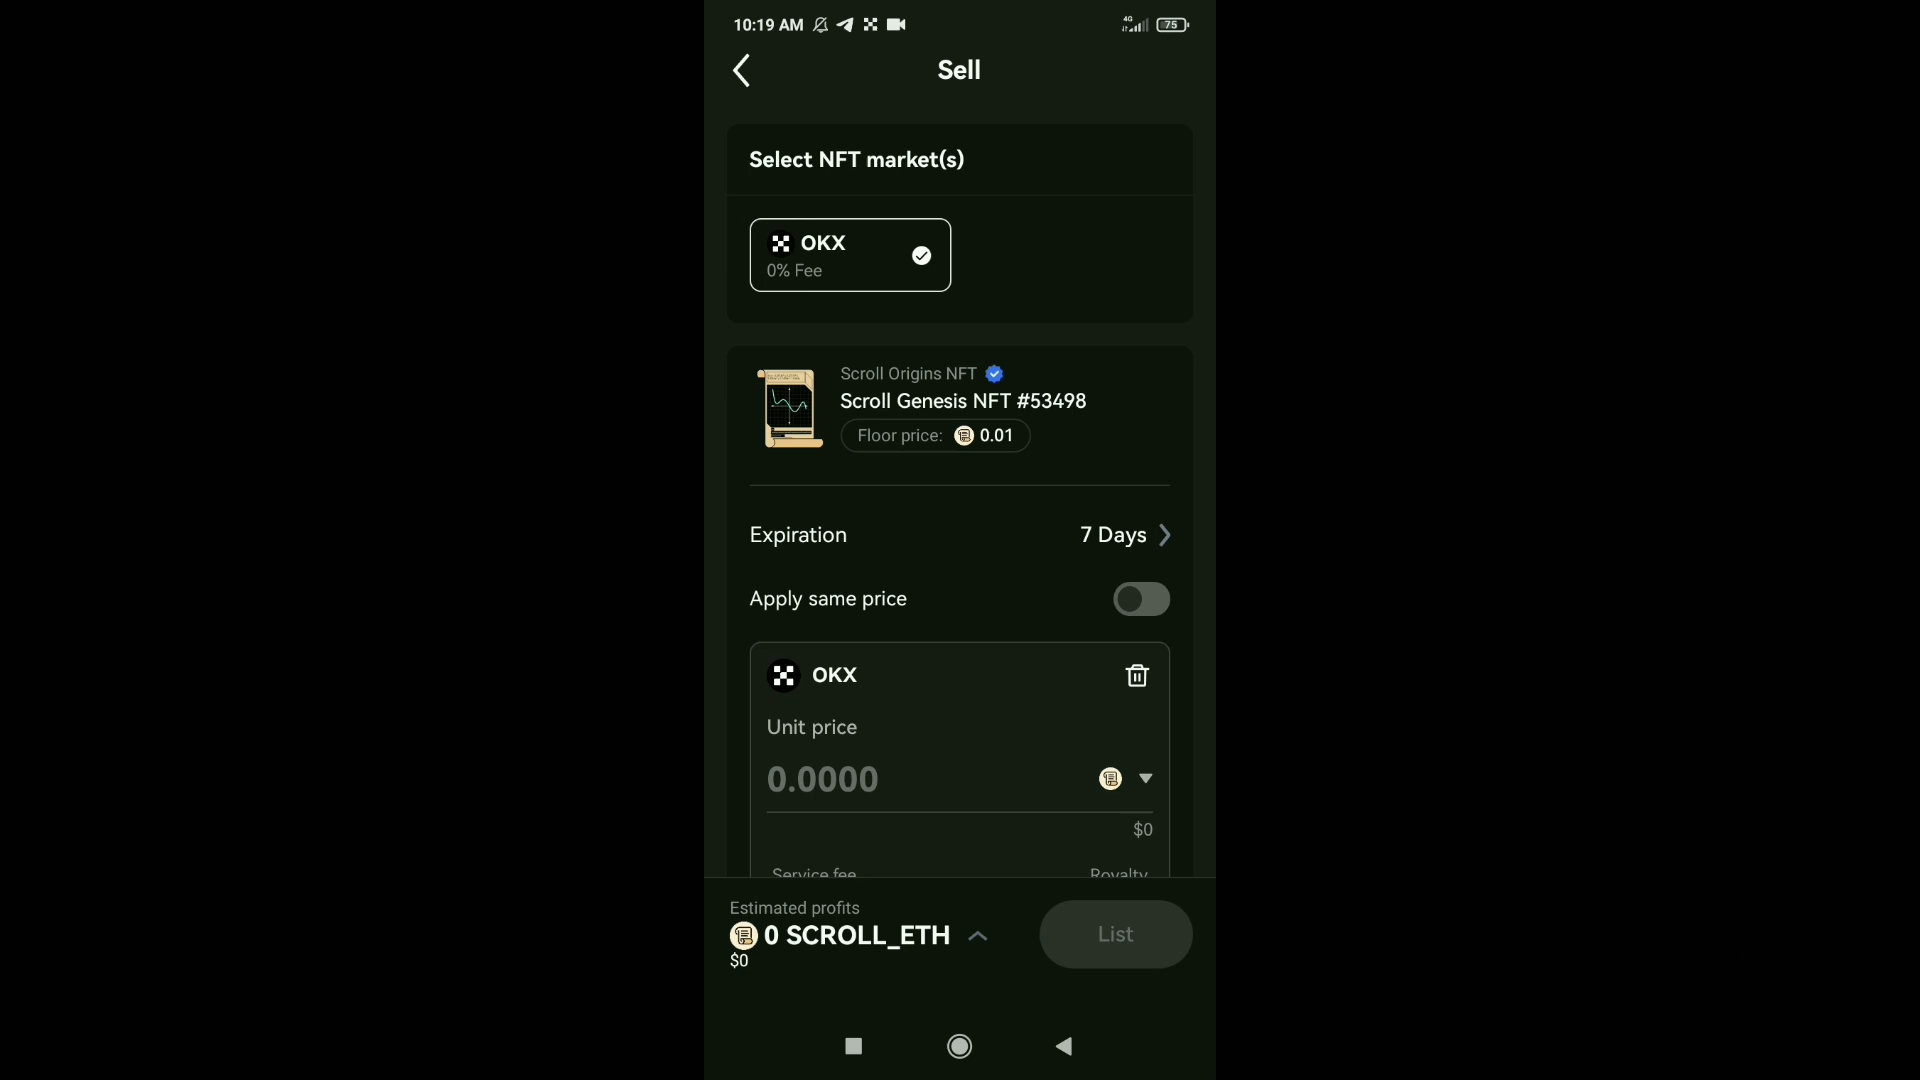 10:19 AM
4G
75
Sell
Select NFT market(s)
OKX
0% Fee
Scroll Origins NFT
Scroll Genesis NFT #53498
Floor price: 0.01
Expiration
7 Days
Apply same price
OKX
Unit price
0.0000
$0
Service fee
Royalty
Estimated profits
0 SCROLL_ETH
$0
List